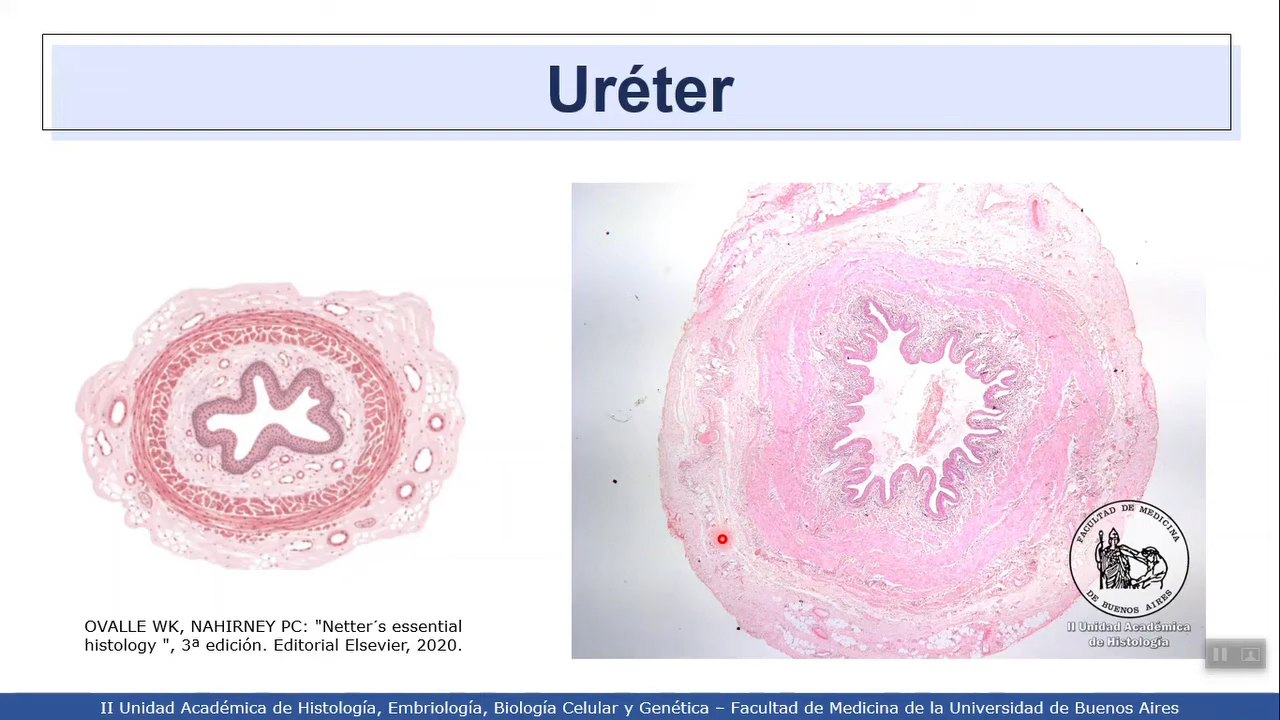 Uréter
OVALLE WK, NAHIRNEY PC: "Netter´s essential
histology ", 3ª edición. Editorial Elsevier, 2020.
FACULTAD DE MEDICINA
DE BUENOS AIRES
II Unidad Académica
de Histología
II Unidad Académica de Histología, Embriología, Biología Celular y Genética – Facultad de Medicina de la Universidad de Buenos Aires